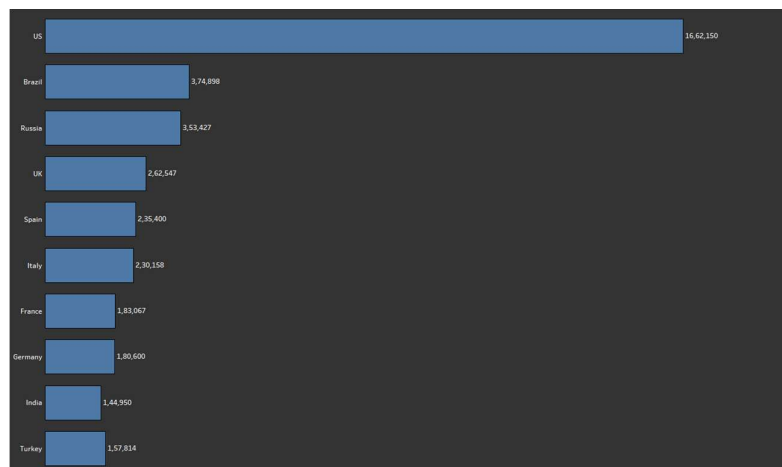 US 16,62,150
Brazil 3,74,898
Russia 3,53,427
UK 2,62,547
Spain 2,35,400
Italy 2,30,158
France 1,83,067
Germany 1,80,600
India 1,44,950
Turkey 1,57,814